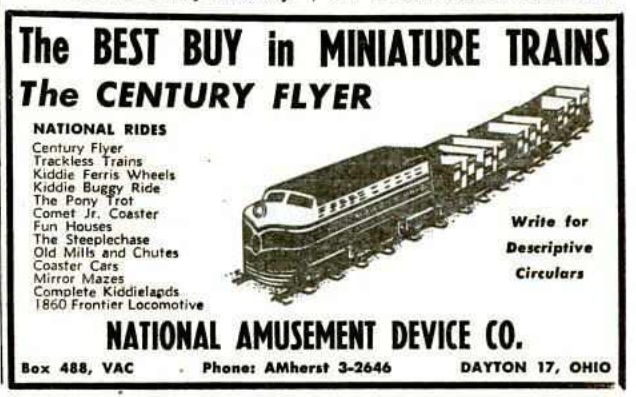 The BEST BUY in MINIATURE TRAINS
The CENTURY FLYER
NATIONAL RIDES
Century Flyer
Trackless Trains
Kiddie Ferris Wheels
Kiddie Buggy Ride
The Pony Trot
Comet Jr. Coaster
Fun Houses
The Steeplechase
Old Mills and Chutes
Coaster Cars
Mirror Mazes
Complete Kiddielands
1860 Frontier Locomotive
Write for
Descriptive
Circulars
NATIONAL AMUSEMENT DEVICE CO.
Box 488, VAC Phone: AMherst 3-2646 DAYTON 17, OHIO